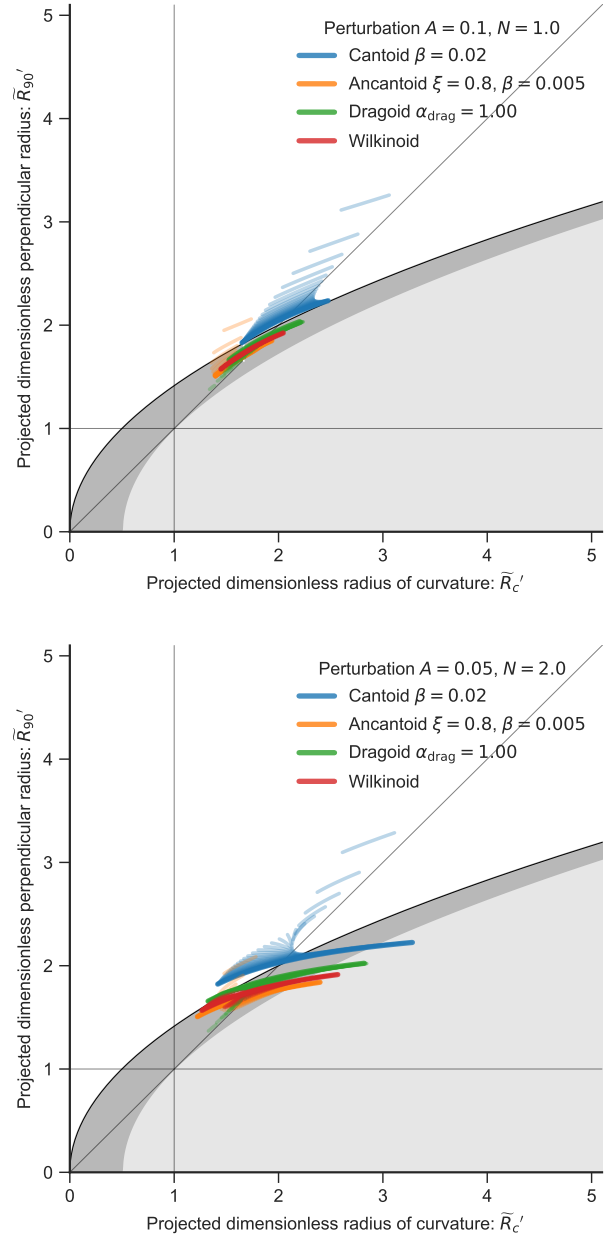 Perturbation A = 0.1, N = 1.0
Cantoid β = 0.02
Ancantoid ξ = 0.8, β = 0.005
Dragoid α_drag = 1.00
Wilkinoid
Projected dimensionless perpendicular radius: R̃₉₀′
5
4
3
2
1
0
0 1 2 3 4 5
Projected dimensionless radius of curvature: R̃_c′
Perturbation A = 0.05, N = 2.0
Cantoid β = 0.02
Ancantoid ξ = 0.8, β = 0.005
Dragoid α_drag = 1.00
Wilkinoid
Projected dimensionless perpendicular radius: R̃₉₀′
5
4
3
2
1
0
0 1 2 3 4 5
Projected dimensionless radius of curvature: R̃_c′